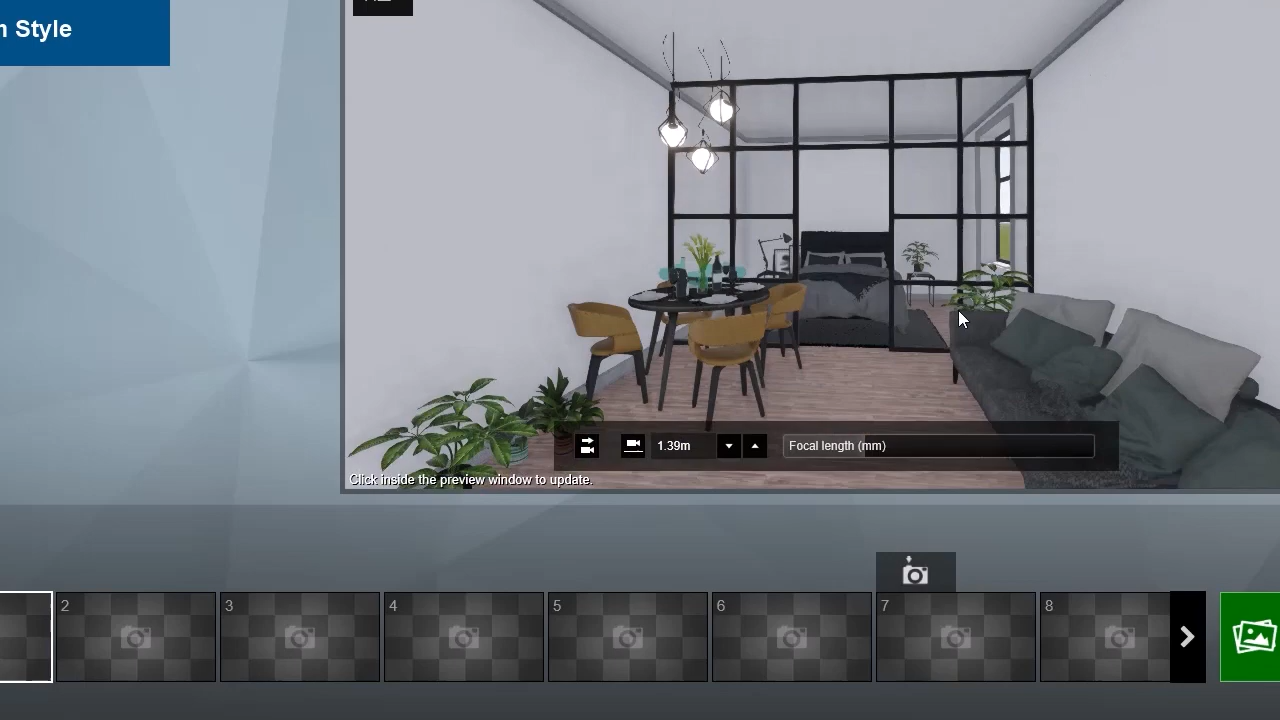 n Style
1.39m
Focal length (mm)
Click inside the preview window to update.
2
3
4
5
6
7
8